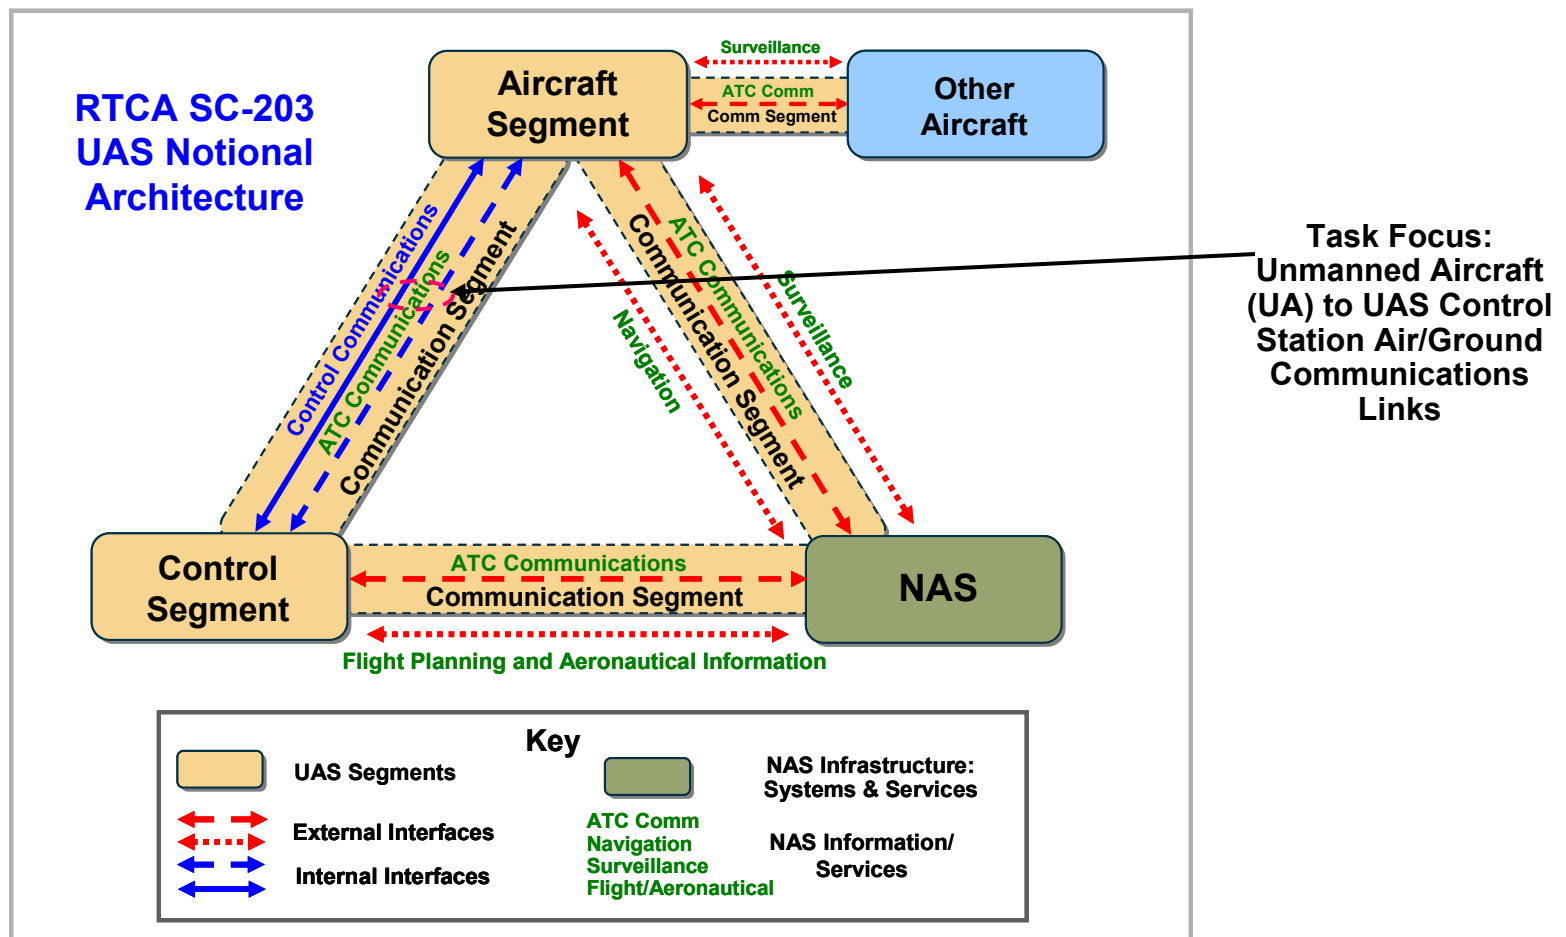 RTCA SC-203
UAS Notional
Architecture
Aircraft
Segment
Surveillance
ATC Comm
Comm Segment
Other
Aircraft
Control Communications
ATC Communications
Communication Segment
ATC Communications
Communication Segment
Navigation
Surveillance
Task Focus:
Unmanned Aircraft
(UA) to UAS Control
Station Air/Ground
Communications
Links
Control
Segment
ATC Communications
Communication Segment
NAS
Flight Planning and Aeronautical Information
Key
UAS Segments
External Interfaces
Internal Interfaces
NAS Infrastructure:
Systems & Services
ATC Comm
Navigation
Surveillance
Flight/Aeronautical
NAS Information/
Services